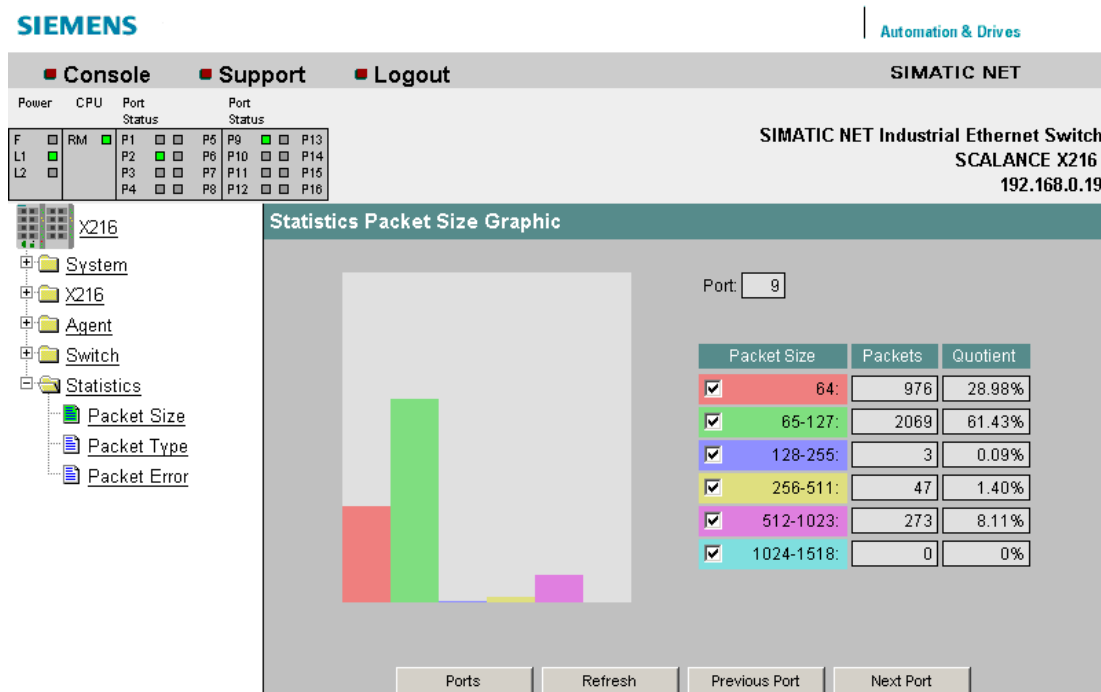 SIEMENS
Automation & Drives
Console Support Logout SIMATIC NET
Power CPU Port Status Port Status
F RM P1 P5 P9 P13
L1 P2 P6 P10 P14
L2 P3 P7 P11 P15
P4 P8 P12 P16
SIMATIC NET Industrial Ethernet Switch
SCALANCE X216
192.168.0.19
X216
System
X216
Agent
Switch
Statistics
Packet Size
Packet Type
Packet Error
Statistics Packet Size Graphic
Port: 9
Packet Size Packets Quotient
64: 976 28.98%
65-127: 2069 61.43%
128-255: 3 0.09%
256-511: 47 1.40%
512-1023: 273 8.11%
1024-1518: 0 0%
Ports Refresh Previous Port Next Port